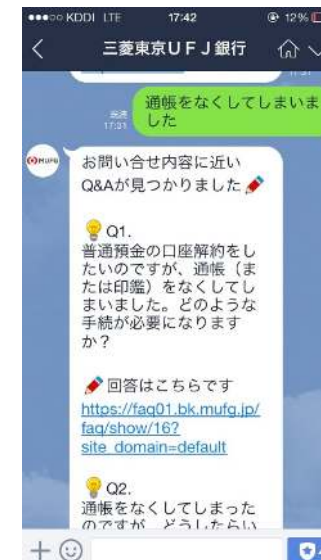 KDDI LTE 17:42 12%
三菱東京UFJ銀行
通帳をなくしてしまいま
した
既読
17:31
MUFG
お問い合せ内容に近い
Q&Aが見つかりました
Q1.
普通預金の口座解約をし
たいのですが、通帳（ま
たは印鑑）をなくしてし
まいました。どのような
手続が必要になります
か？
回答はこちらです
https://faq01.bk.mufg.jp/
faq/show/16?
site_domain=default
Q2.
通帳をなくしてしまった
のですが、どうしたらい